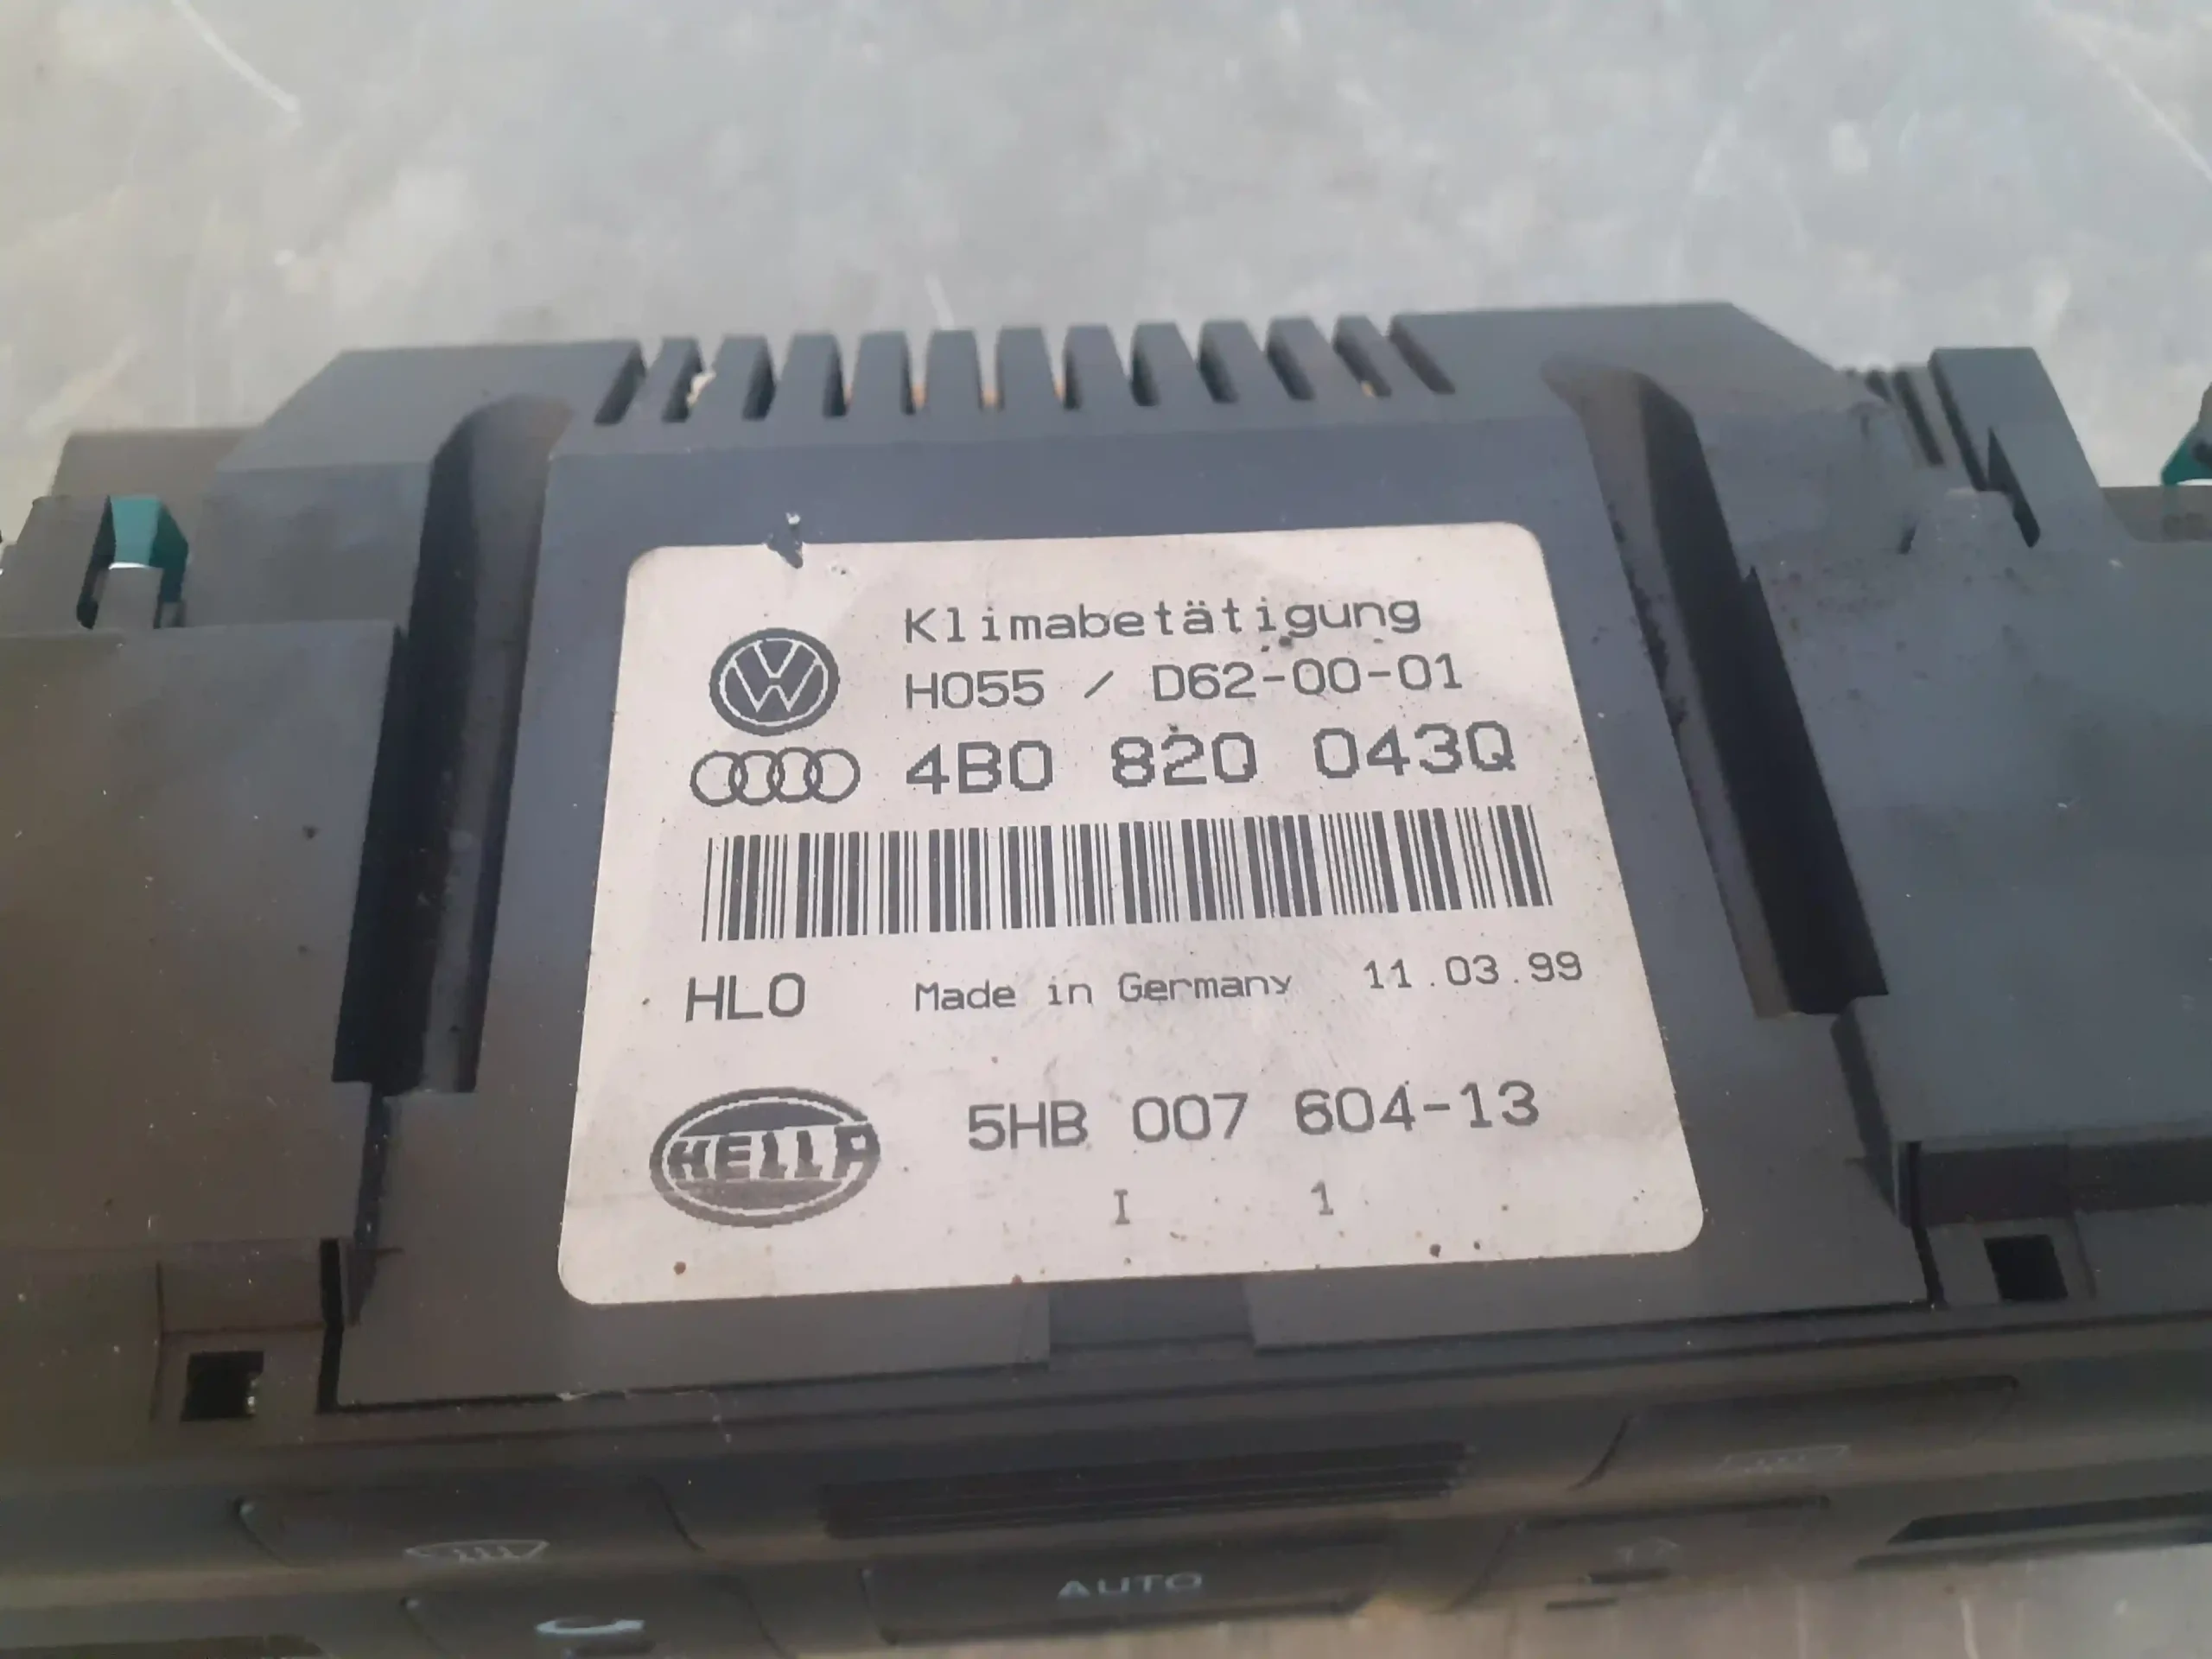 Klimabetätigung
H055 / D62-00-01
4B0 820 043Q
HLO Made in Germany 11.03.99
HELLA 5HB 007 604-13
I 1
AUTO